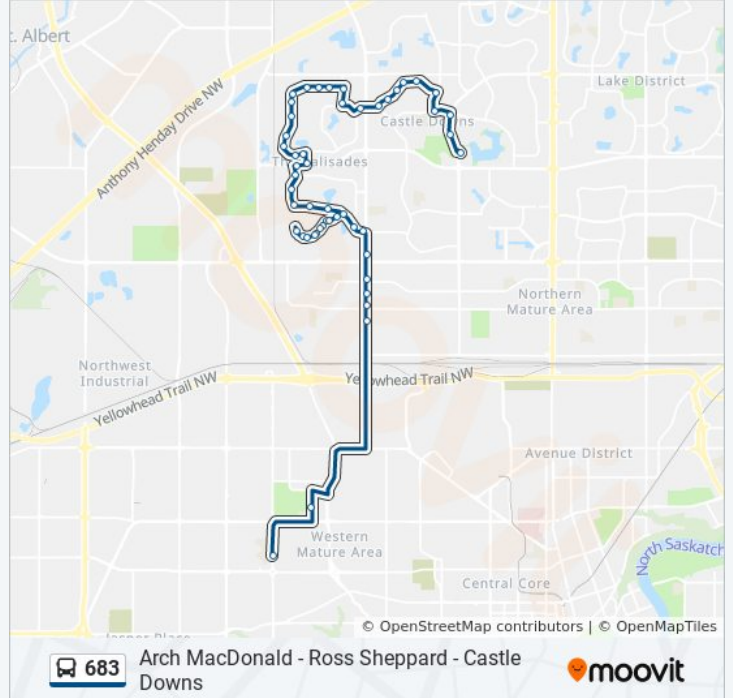 t. Albert
Lake District
Anthony Henday Drive NW
Castle Downs
The Palisades
Northern
Mature Area
Northwest
Industrial
Yellowhead Trail NW
Yellowhead Trail NW
Avenue District
Western
Mature Area
North Saskatch
Central Core
Jasper Place
© OpenStreetMap contributors | © OpenMapTiles
683
Arch MacDonald - Ross Sheppard - Castle
Downs
moovit